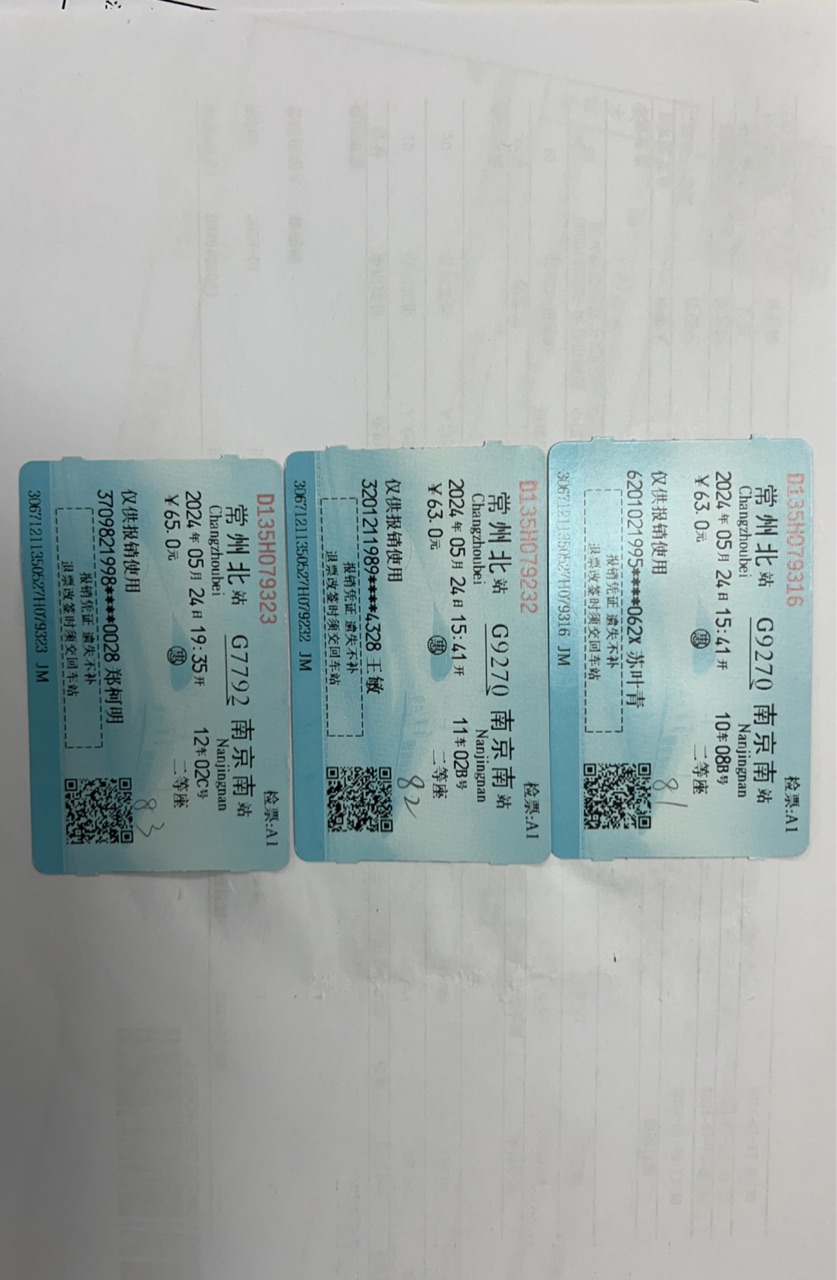 D135H079316
检票:A1
常州北站 G9270 南京南站
Changzhoubei Nanjingnan
2024年05月24日15:41开 10车08B号
￥63.0元 惠 二等座
仅供报销使用
6201021995****062X 苏叶青
81
报销凭证 遗失不补
退票改签时须交回车站
30671211350527H079316 JM
D135H079232
检票:A1
常州北站 G9270 南京南站
Changzhoubei Nanjingnan
2024年05月24日15:41开 11车02B号
￥63.0元 惠 二等座
仅供报销使用
3201211989****4328 王敏
82
报销凭证 遗失不补
退票改签时须交回车站
30671211350527H079232 JM
D135H079323
检票:A1
常州北站 G7792 南京南站
Changzhoubei Nanjingnan
2024年05月24日19:35开 12车02C号
￥65.0元 惠 二等座
仅供报销使用
3709821998****0028 郑柯明
83
报销凭证 遗失不补
退票改签时须交回车站
30671211350527H079323 JM